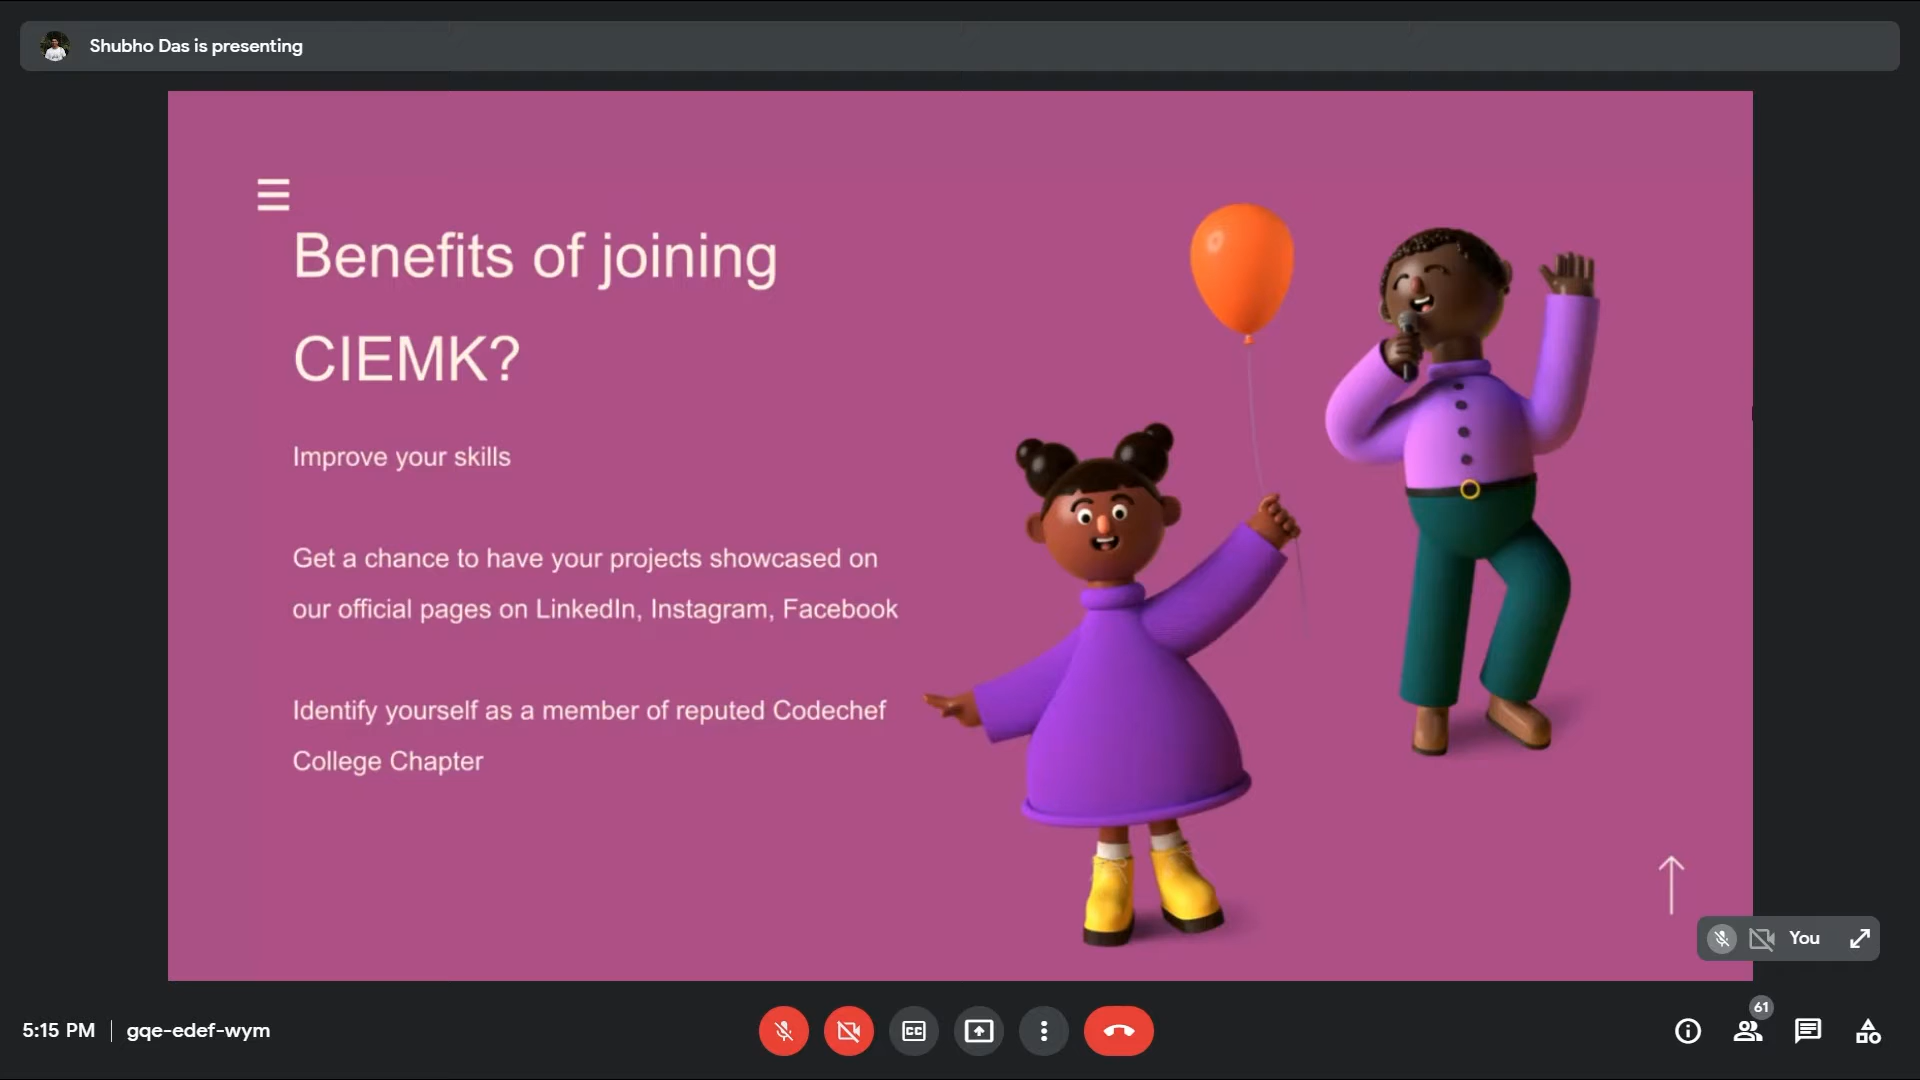 Shubho Das is presenting
Benefits of joining
CIEMK?
Improve your skills
Get a chance to have your projects showcased on
our official pages on LinkedIn, Instagram, Facebook
Identify yourself as a member of reputed Codechef
College Chapter
You
61
5:15 PM | gqe-edef-wym
CC